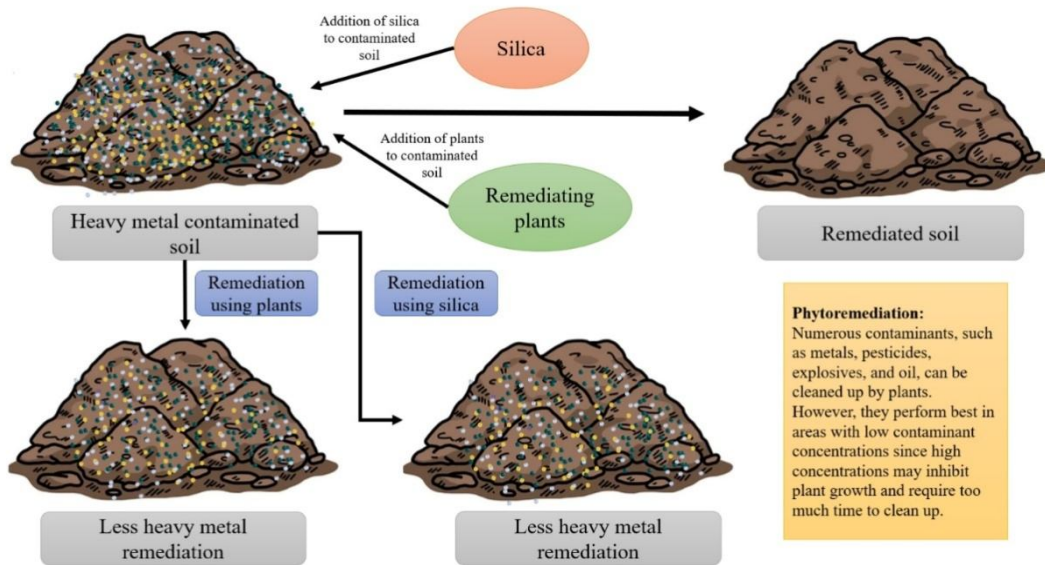 Addition of silica
to contaminated
soil
Silica
Addition of plants
to contaminated
soil
Remediating
plants
Heavy metal contaminated
soil
Remediated soil
Remediation
using plants
Remediation
using silica
Phytoremediation:
Numerous contaminants, such
as metals, pesticides,
explosives, and oil, can be
cleaned up by plants.
However, they perform best in
areas with low contaminant
concentrations since high
concentrations may inhibit
plant growth and require too
much time to clean up.
Less heavy metal
remediation
Less heavy metal
remediation